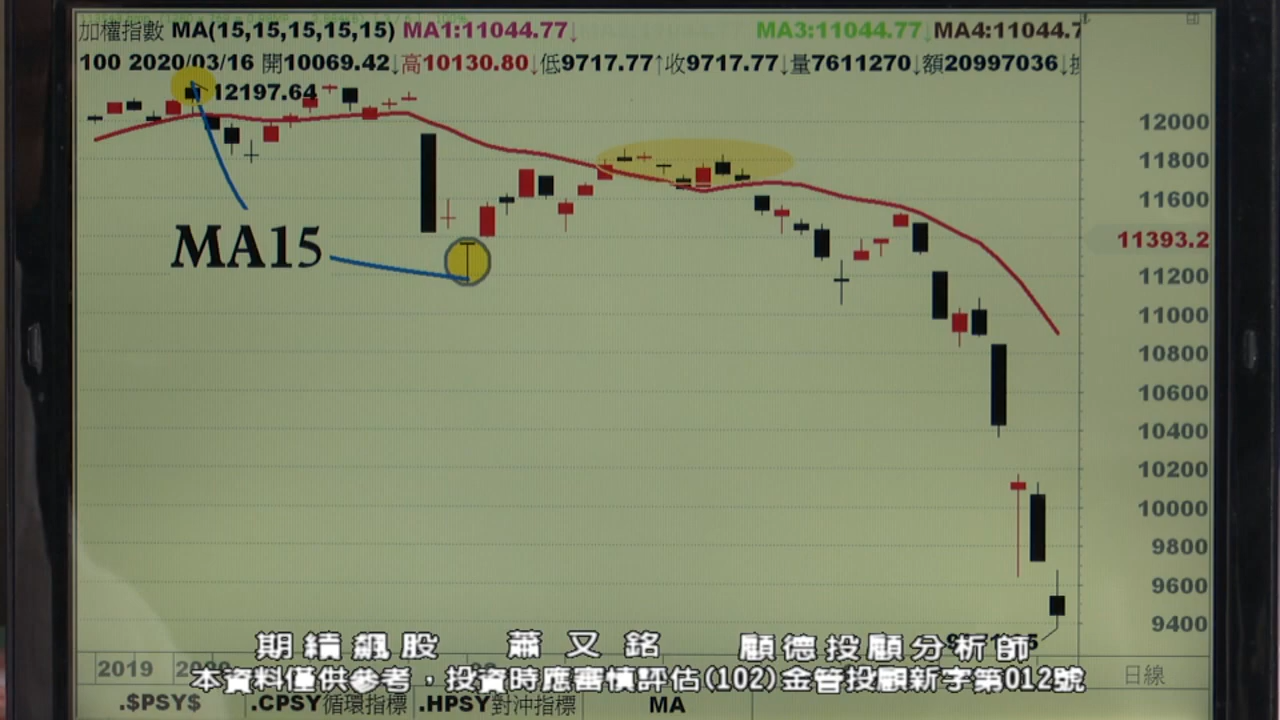 加權指數 MA(15,15,15,15,15) MA1:11044.77↓ MA3:11044.77↓ MA4:11044.7
100 2020/03/16 開10069.42↓高10130.80↓低9717.77↑收9717.77↓量7611270↓額20997036↓
12197.64
12000
11800
11600
11393.2
11200
11000
10800
10600
10400
10200
10000
9800
9600
9400
MA15
期續飆股 蕭又銘 顧德投顧分析師
2019 2020 日線
本資料僅供參考，投資時應審慎評估(102)金管投顧新字第012號
.$PSY$ .CPSY循環指標 .HPSY對沖指標 MA